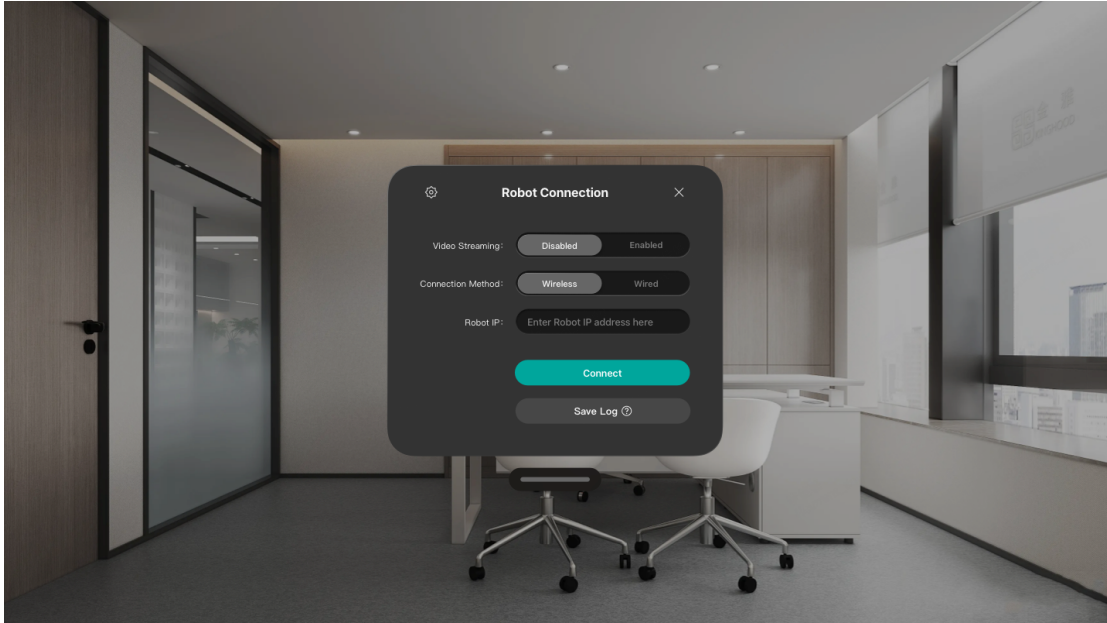 Robot Connection
Video Streaming: Disabled Enabled
Connection Method: Wireless Wired
Robot IP: Enter Robot IP address here
Connect
Save Log